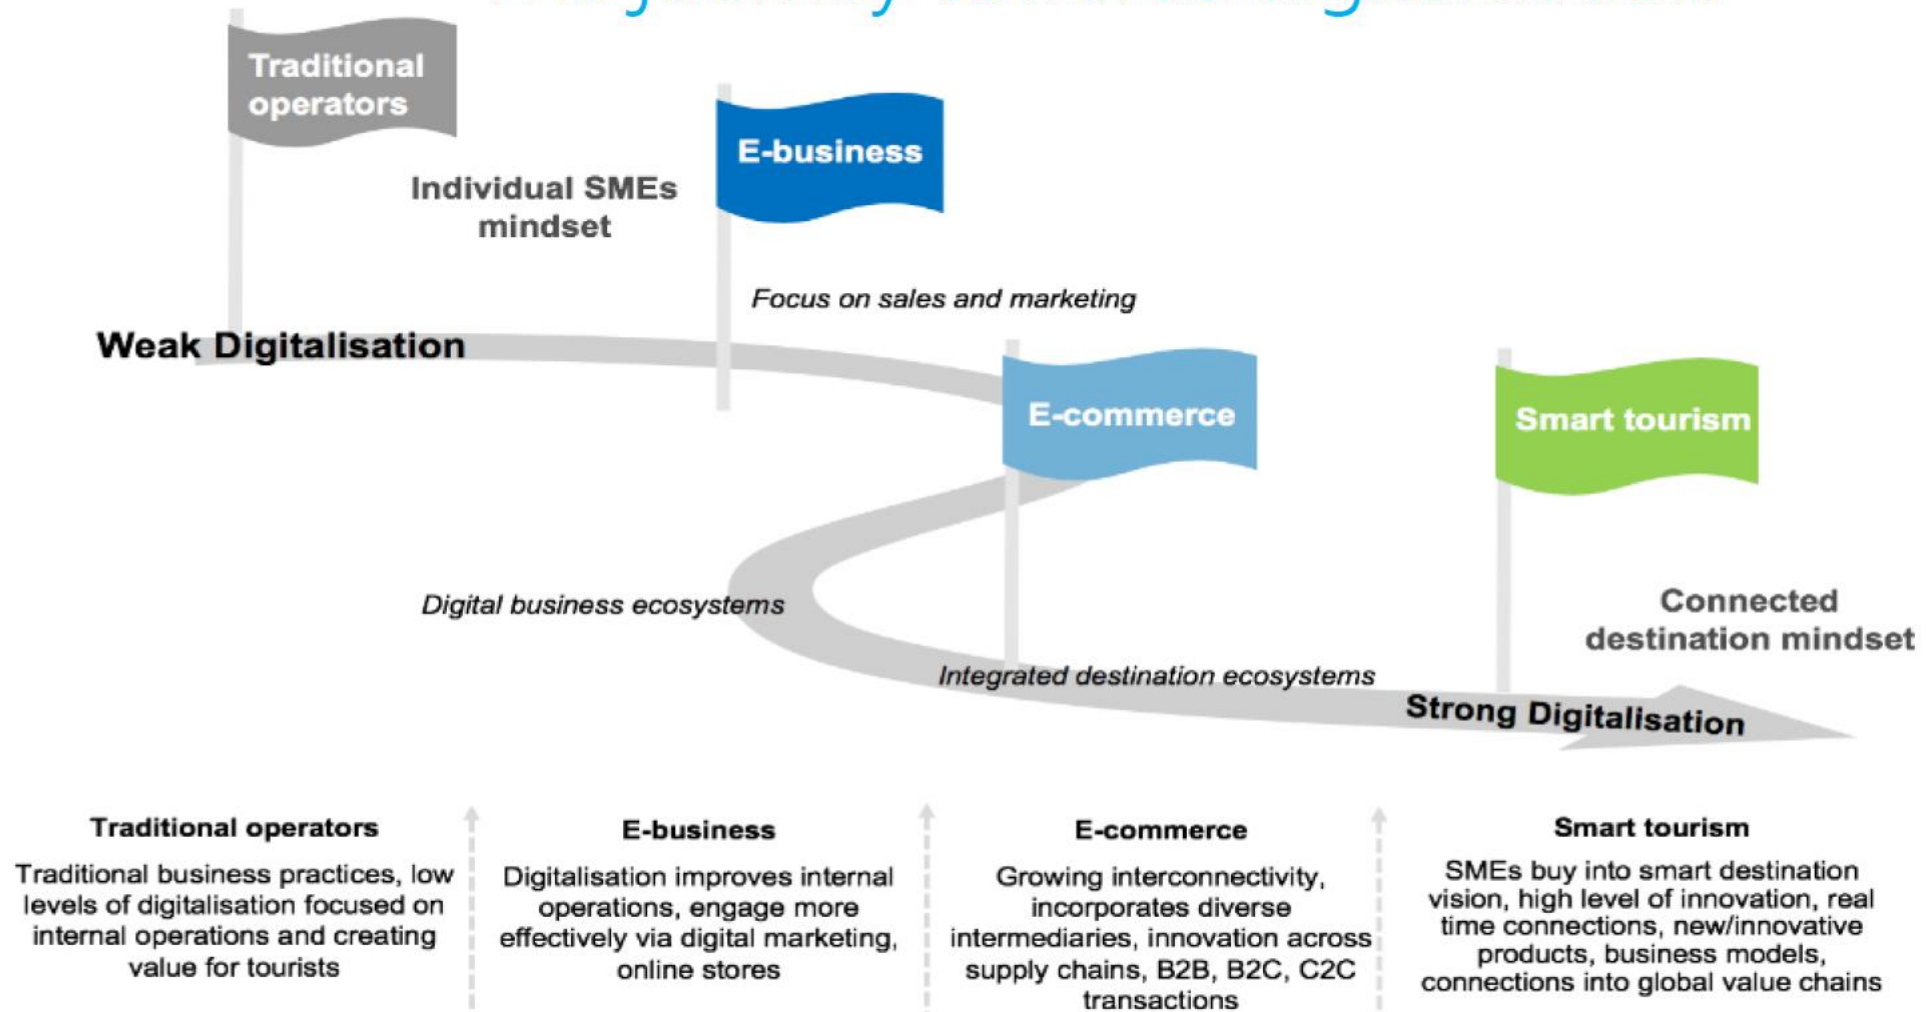 Traditional
operators
E-business
Individual SMEs
mindset
Focus on sales and marketing
Weak Digitalisation
E-commerce
Smart tourism
Digital business ecosystems
Connected
destination mindset
Integrated destination ecosystems
Strong Digitalisation
Traditional operators
Traditional business practices, low
levels of digitalisation focused on
internal operations and creating
value for tourists
E-business
Digitalisation improves internal
operations, engage more
effectively via digital marketing,
online stores
E-commerce
Growing interconnectivity,
incorporates diverse
intermediaries, innovation across
supply chains, B2B, B2C, C2C
transactions
Smart tourism
SMEs buy into smart destination
vision, high level of innovation, real
time connections, new/innovative
products, business models,
connections into global value chains